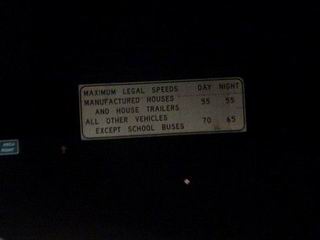 MAXIMUM LEGAL SPEEDS DAY NIGHT
MANUFACTURED HOUSES
AND HOUSE TRAILERS 55 55
ALL OTHER VEHICLES 70 65
EXCEPT SCHOOL BUSES